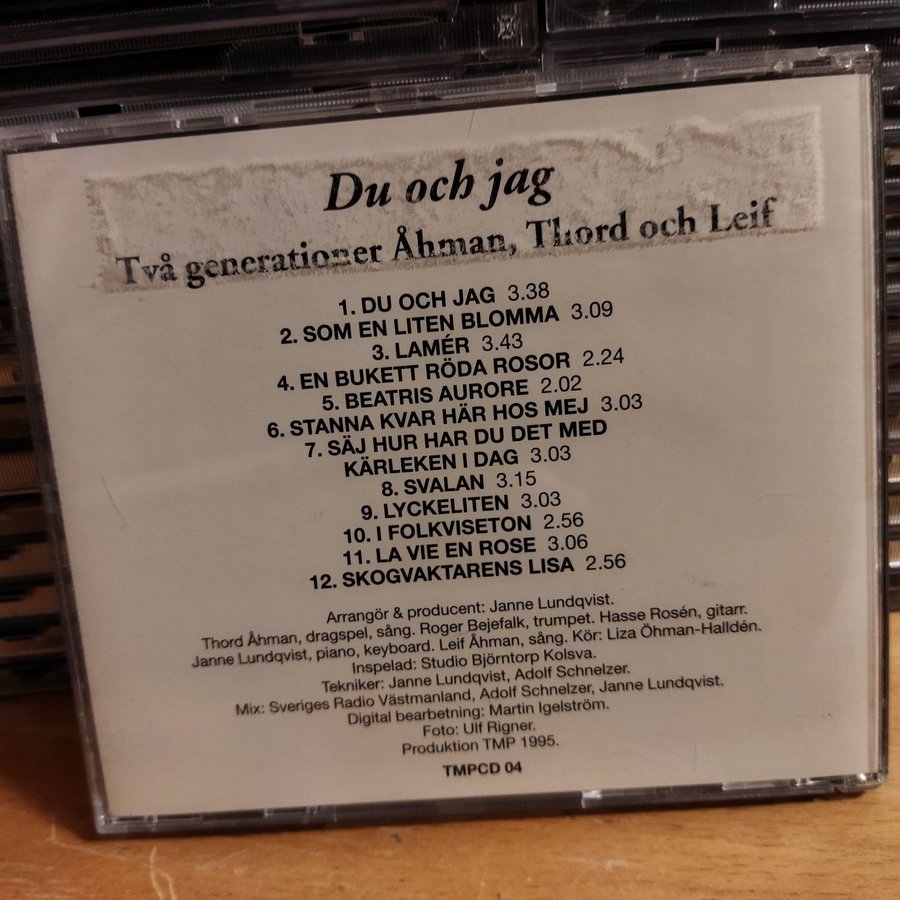 Du och jag
Två generationer Åhman, Thord och Leif
1. DU OCH JAG 3.38
2. SOM EN LITEN BLOMMA 3.09
3. LAMÉR 3.43
4. EN BUKETT RÖDA ROSOR 2.24
5. BEATRIS AURORE 2.02
6. STANNA KVAR HÄR HOS MEJ 3.03
7. SÄJ HUR HAR DU DET MED
KÄRLEKEN I DAG 3.03
8. SVALAN 3.15
9. LYCKELITEN 3.03
10. I FOLKVISETON 2.56
11. LA VIE EN ROSE 3.06
12. SKOGVAKTARENS LISA 2.56
Arrangör & producent: Janne Lundqvist.
Thord Åhman, dragspel, sång. Roger Bejefalk, trumpet. Hasse Rosén, gitarr.
Janne Lundqvist, piano, keyboard. Leif Åhman, sång. Kör: Liza Öhman-Halldén.
Inspelad: Studio Björntorp Kolsva.
Tekniker: Janne Lundqvist, Adolf Schnelzer.
Mix: Sveriges Radio Västmanland, Adolf Schnelzer, Janne Lundqvist.
Digital bearbetning: Martin Igelström.
Foto: Ulf Rigner.
Produktion TMP 1995.
TMPCD 04